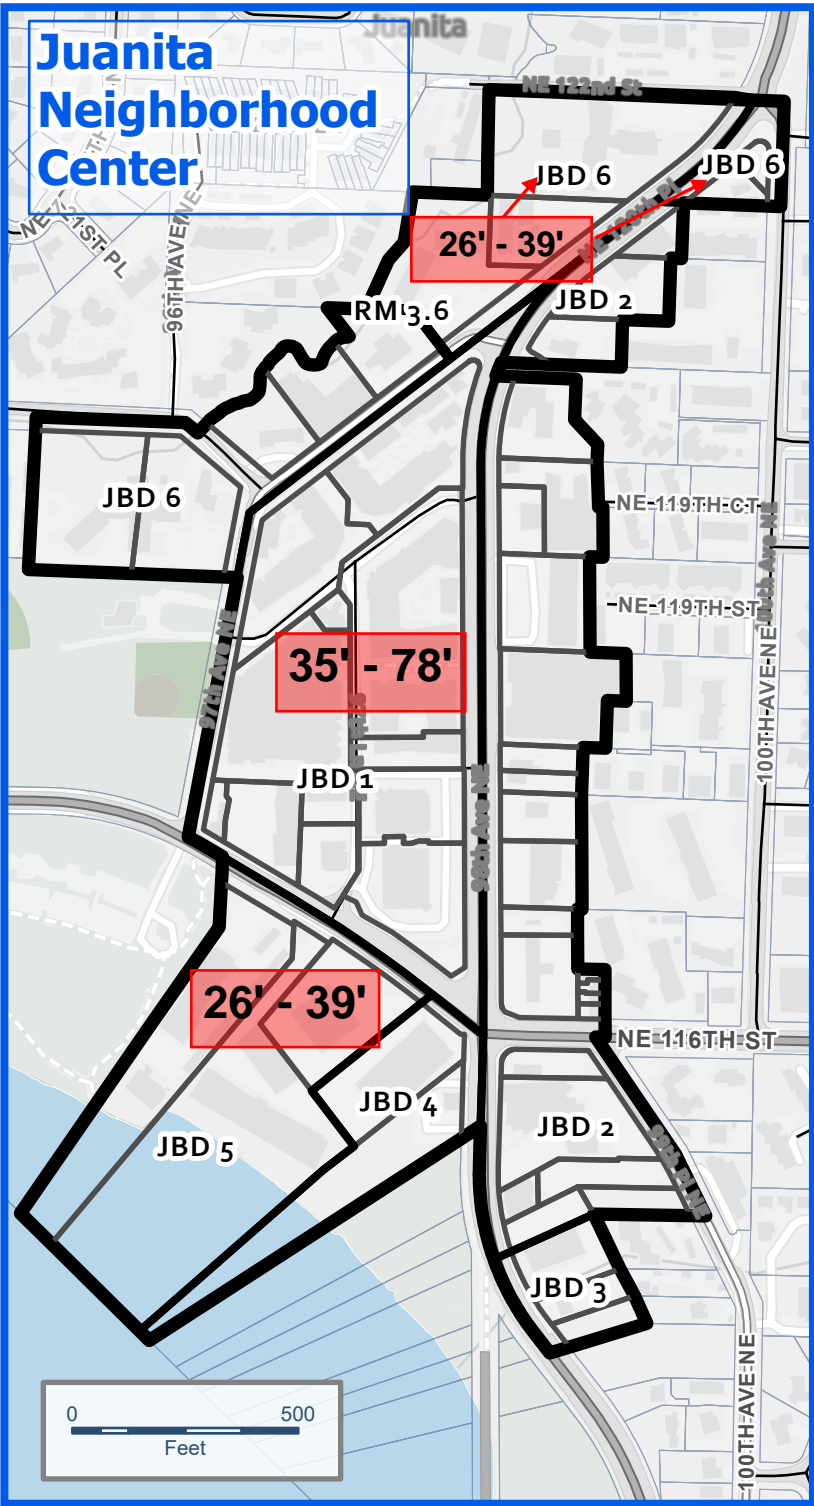 Juanita
Juanita
Neighborhood
Center
NE 122nd St
JBD 6
JBD 6
26' - 39'
96TH AVE NE
JBD 2
RM 3.6
JBD 6
NE 119TH CT
100th Ave NE
NE 119TH ST
97th Ave NE
35' - 78'
100TH AVE NE
JBD 1
98th Ave NE
26' - 39'
NE 116TH ST
JBD 4
JBD 2
JBD 5
JBD 3
100TH AVE NE
0 500
Feet